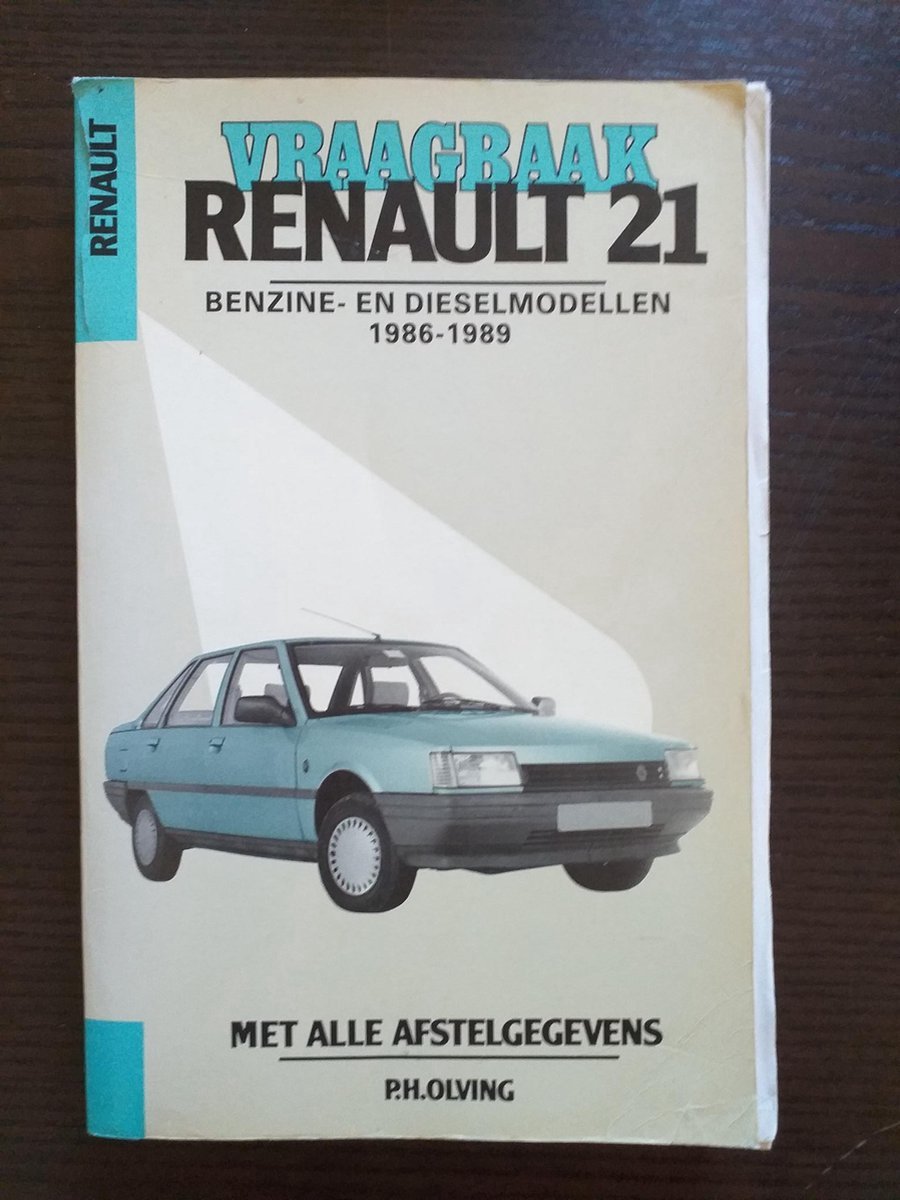 RENAULT
VRAAGBAAK
RENAULT 21
BENZINE- EN DIESELMODELLEN
1986-1989
MET ALLE AFSTELGEGEVENS
P.H.OLVING